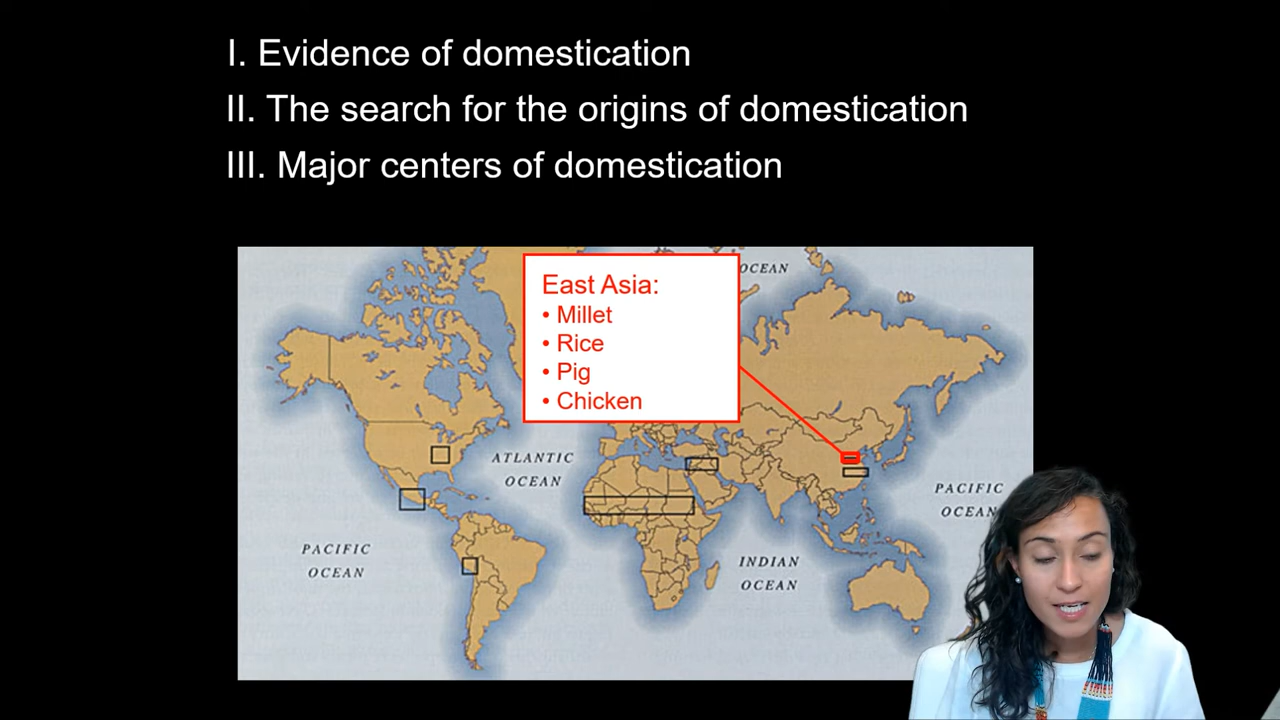 I. Evidence of domestication
II. The search for the origins of domestication
III. Major centers of domestication
OCEAN
East Asia:
• Millet
• Rice
• Pig
• Chicken
ATLANTIC
OCEAN
PACIFIC
OCEAN
PACIFIC
OCEAN
INDIAN
OCEAN